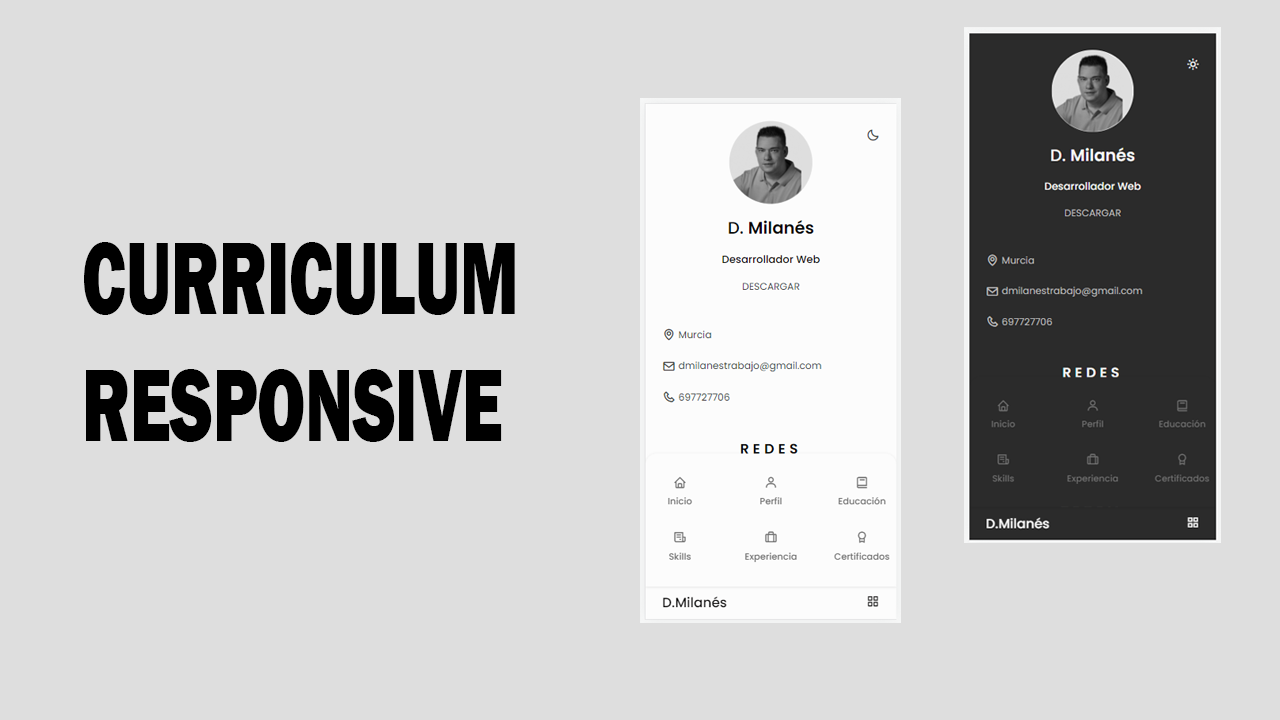 CURRICULUM
RESPONSIVE
D. Milanés
Desarrollador Web
DESCARGAR
Murcia
dmilanestrabajo@gmail.com
697727706
REDES
Inicio Perfil Educación
Skills Experiencia Certificados
D.Milanés
D. Milanés
Desarrollador Web
DESCARGAR
Murcia
dmilanestrabajo@gmail.com
697727706
REDES
Inicio Perfil Educación
Skills Experiencia Certificados
D.Milanés